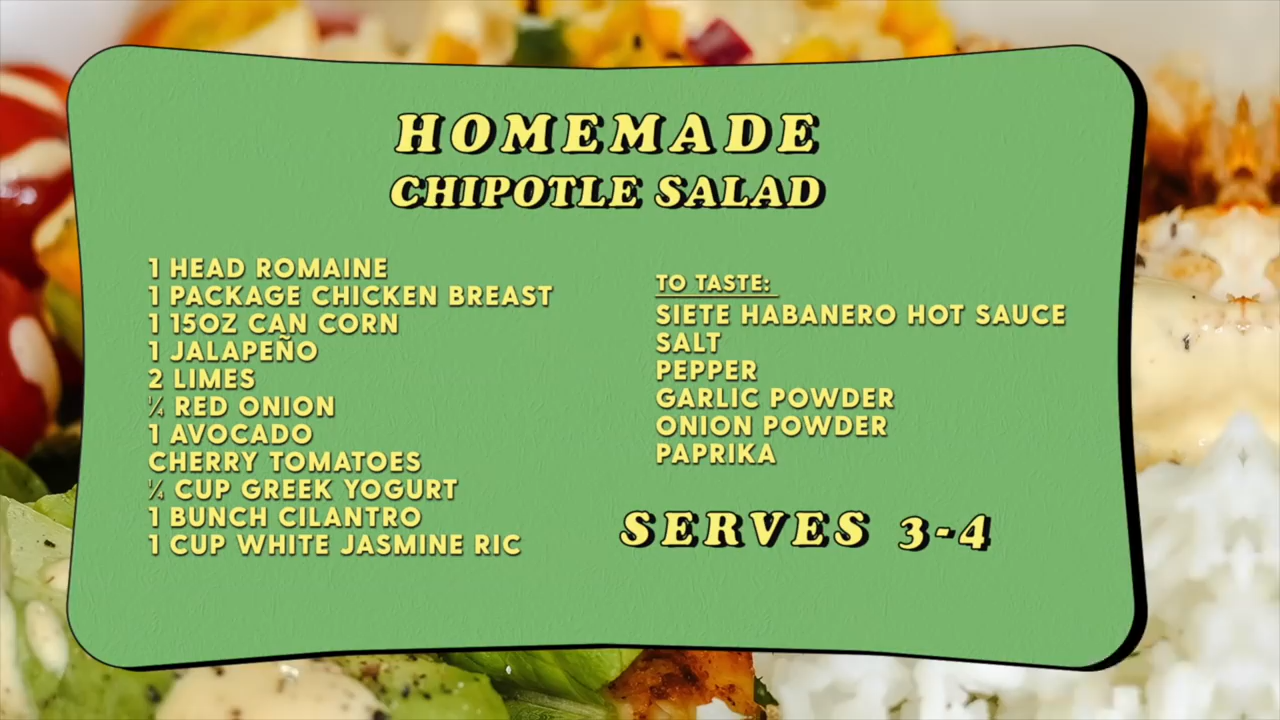 HOMEMADE
CHIPOTLE SALAD
1 HEAD ROMAINE
1 PACKAGE CHICKEN BREAST
1 15OZ CAN CORN
1 JALAPEÑO
2 LIMES
¼ RED ONION
1 AVOCADO
CHERRY TOMATOES
¼ CUP GREEK YOGURT
1 BUNCH CILANTRO
1 CUP WHITE JASMINE RIC
TO TASTE:
SIETE HABANERO HOT SAUCE
SALT
PEPPER
GARLIC POWDER
ONION POWDER
PAPRIKA
SERVES 3-4